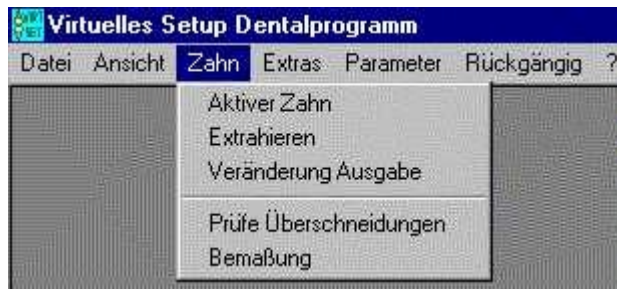 Virtuelles Setup Dentalprogramm
Datei Ansicht Zahn Extras Parameter Rückgängig ?
Aktiver Zahn
Extrahieren
Veränderung Ausgabe
Prüfe Überschneidungen
Bemaßung